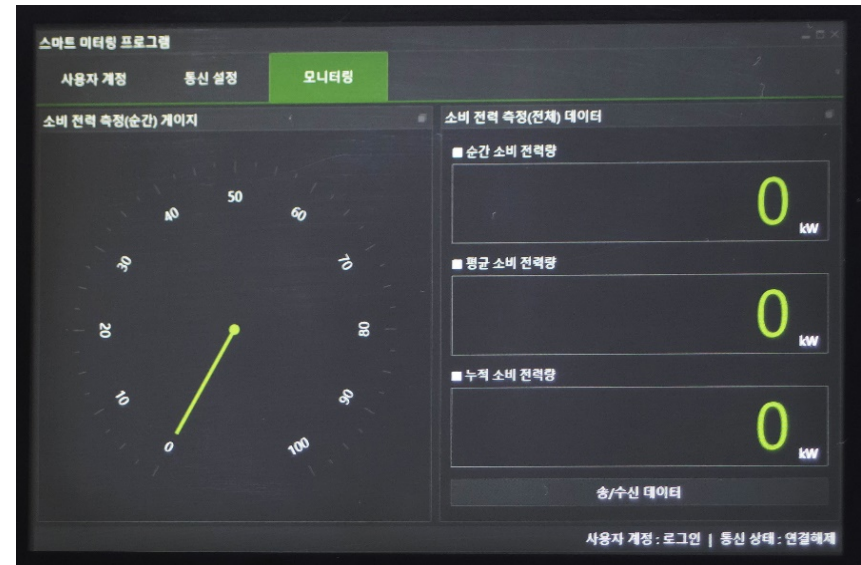 스마트 미터링 프로그램
사용자 계정 통신 설정 모니터링
소비 전력 측정(순간) 게이지
0
10
20
30
40
50
60
70
80
90
100
소비 전력 측정(전체) 데이터
■ 순간 소비 전력량
0 kW
■ 평균 소비 전력량
0 kW
■ 누적 소비 전력량
0 kW
송/수신 데이터
사용자 계정 : 로그인 | 통신 상태 : 연결해제